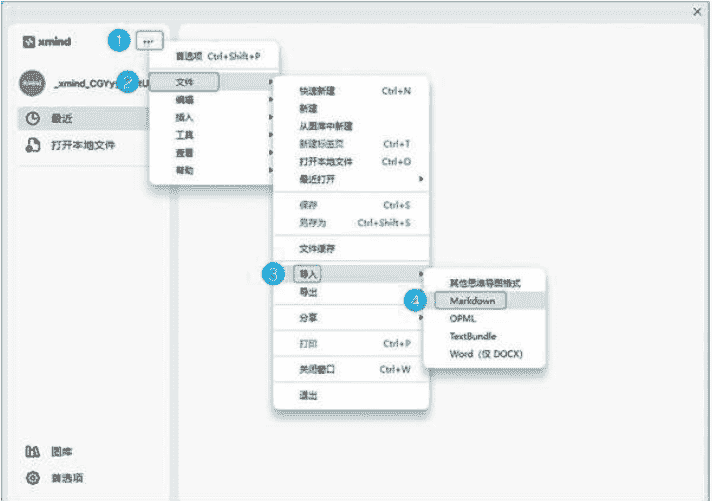 xmind
1
...
首选项 Ctrl+Shift+P
_xmind_CGYy
2
文件
编辑
插入
工具
查看
帮助
最近
打开本地文件
快速新建 Ctrl+N
新建
从图库中新建
新建标签页 Ctrl+T
打开本地文件 Ctrl+O
最近打开
保存 Ctrl+S
另存为 Ctrl+Shift+S
文件缓存
3
导入
导出
分享
打印 Ctrl+P
关闭窗口 Ctrl+W
退出
其他思维导图格式
4
Markdown
OPML
TextBundle
Word（仅 DOCX）
图库
首选项